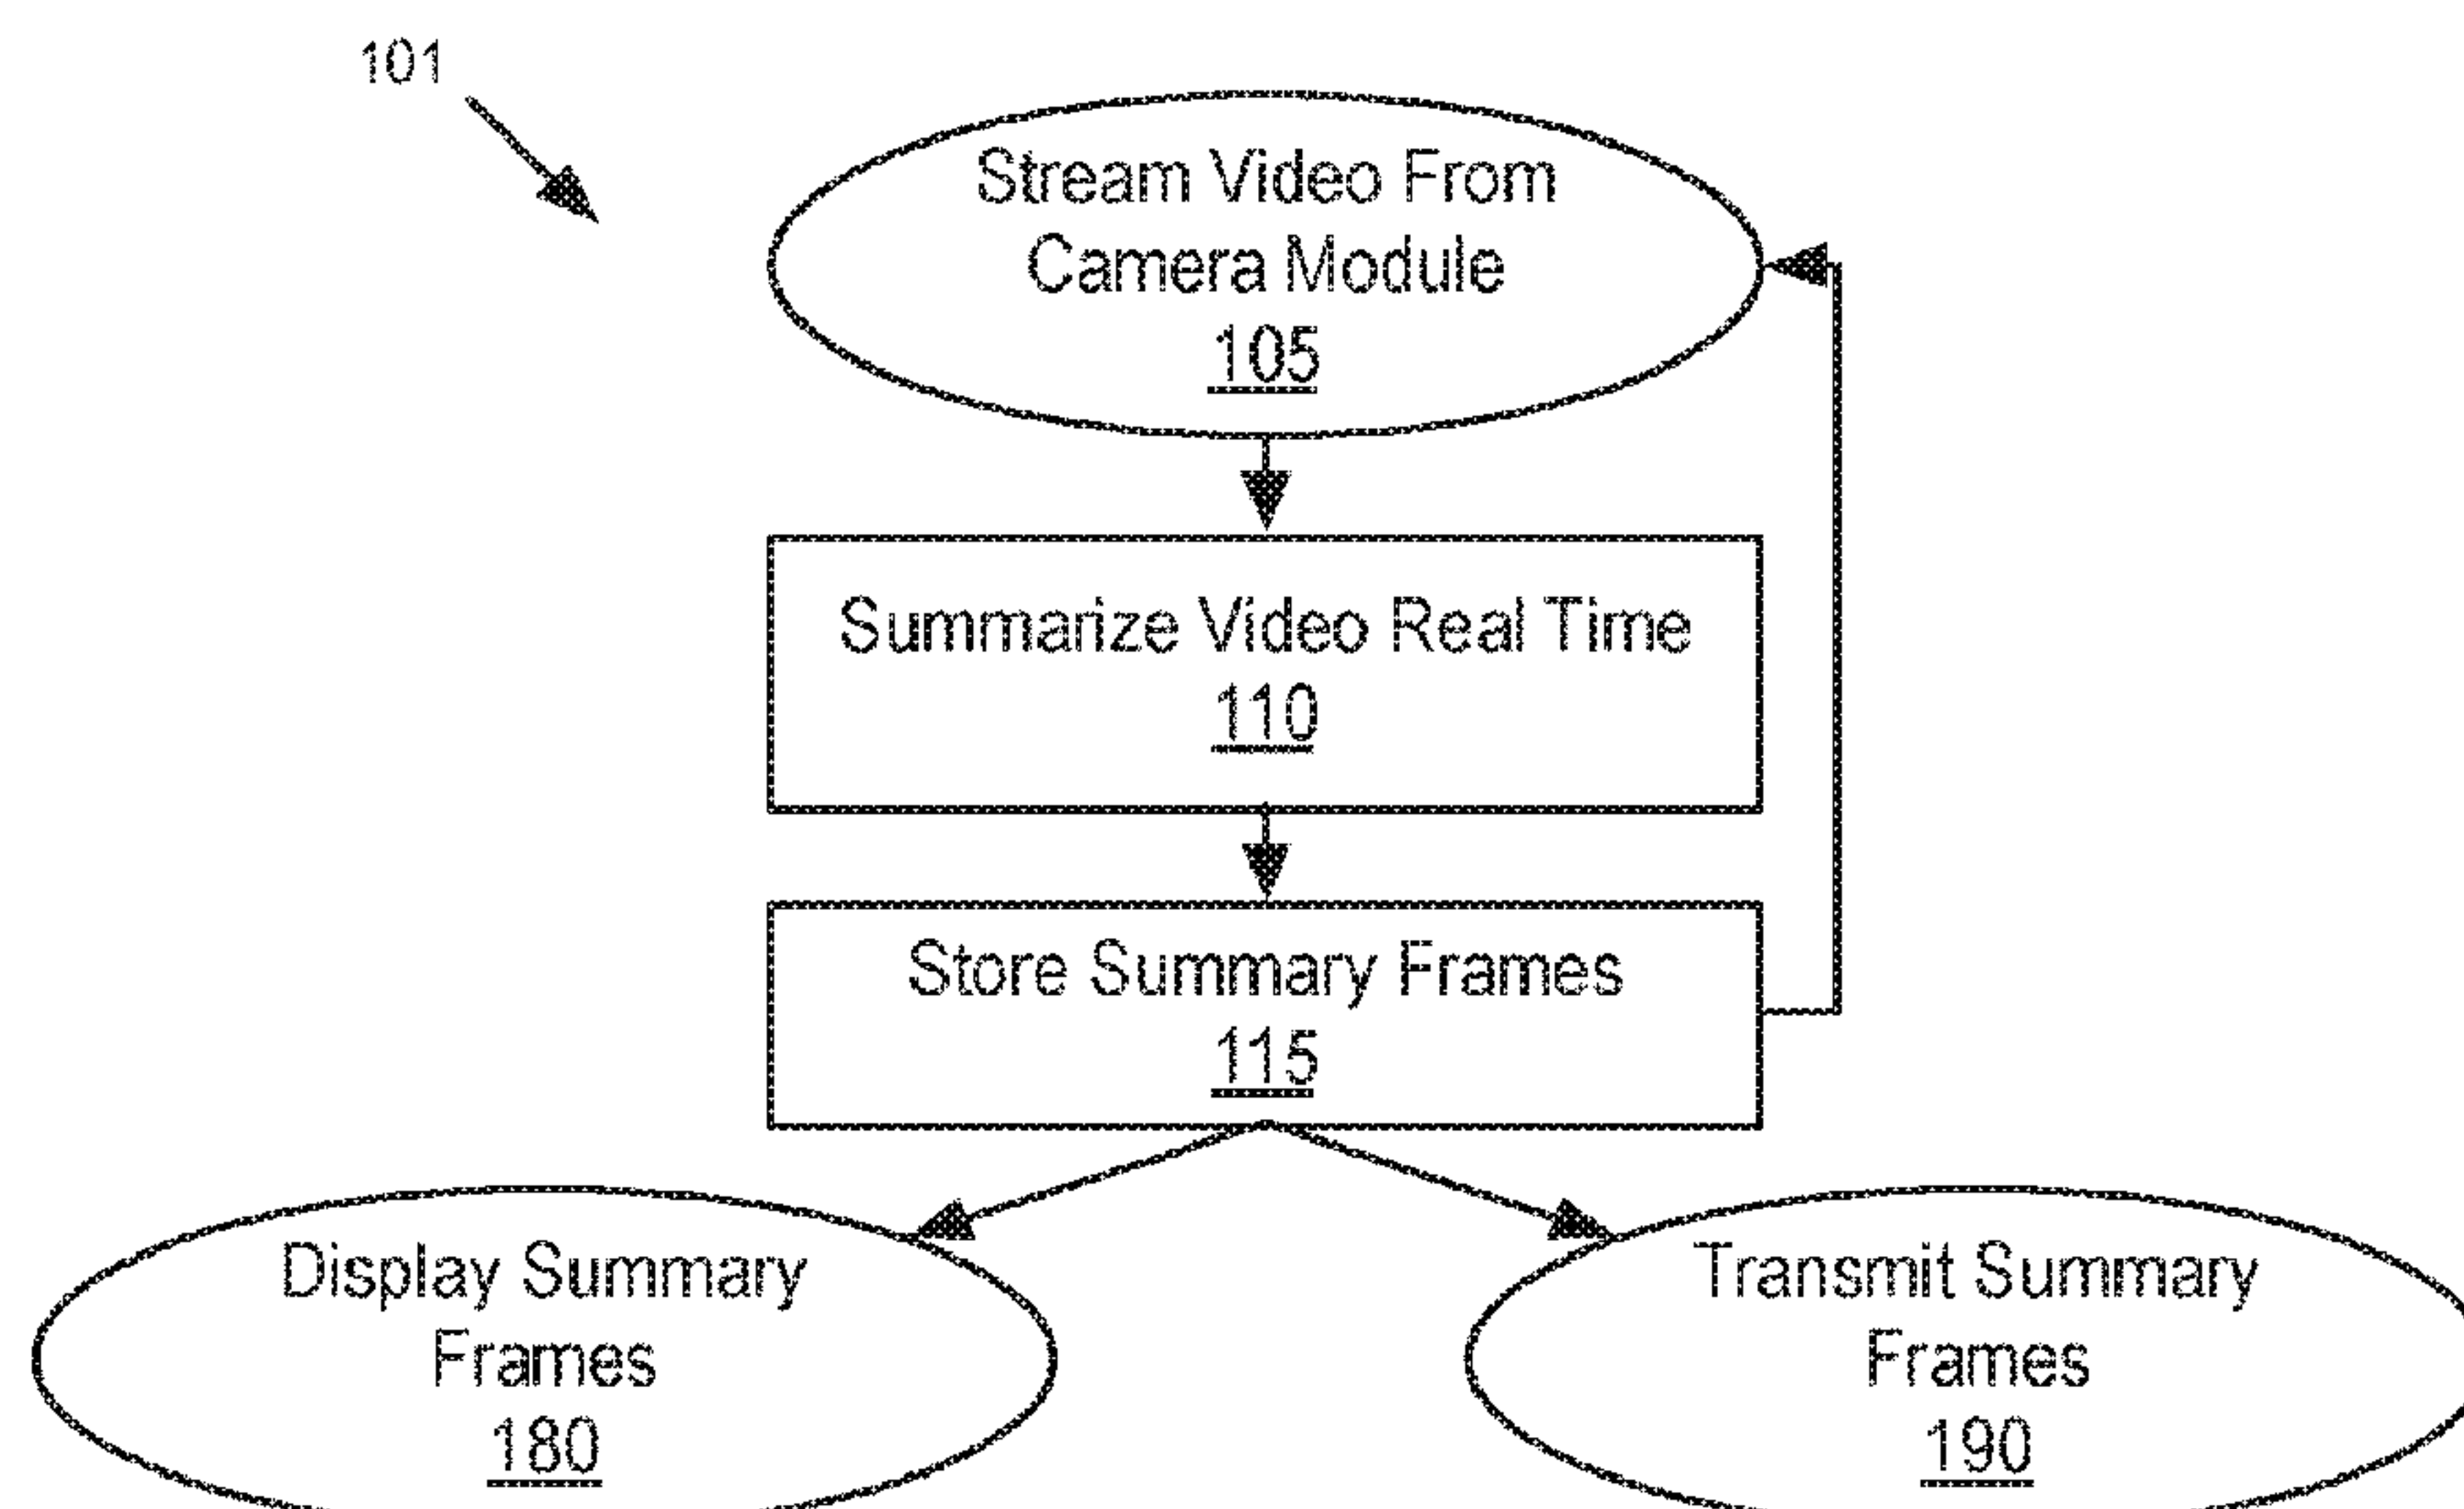 101
Stream Video From
Camera Module
105
Summarize Video Real Time
110
Store Summary Frames
115
Display Summary
Frames
180
Transmit Summary
Frames
190